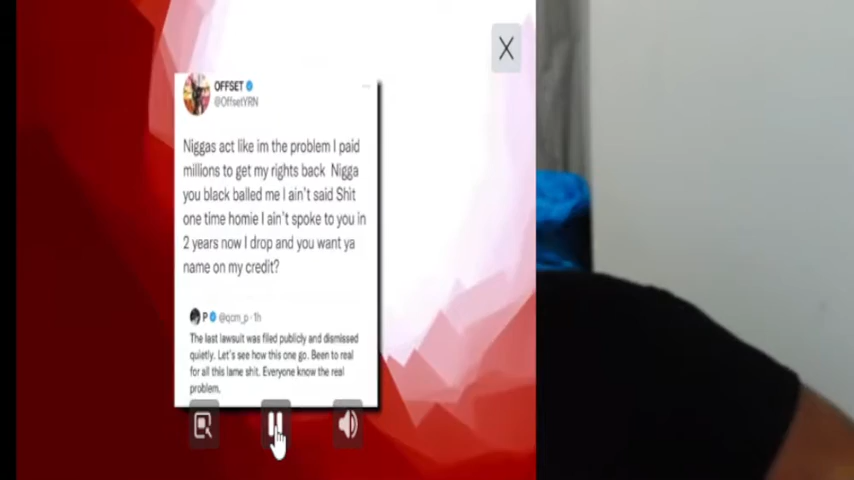 X
OFFSET
@OffsetYRN
Niggas act like im the problem I paid
millions to get my rights back Nigga
you black balled me I ain't said Shit
one time homie I ain't spoke to you in
2 years now I drop and you want ya
name on my credit?
P @qcm_p · 1h
The last lawsuit was filed publicly and dismissed
quietly. Let's see how this one go. Been to real
for all this lame shit. Everyone know the real
problem.